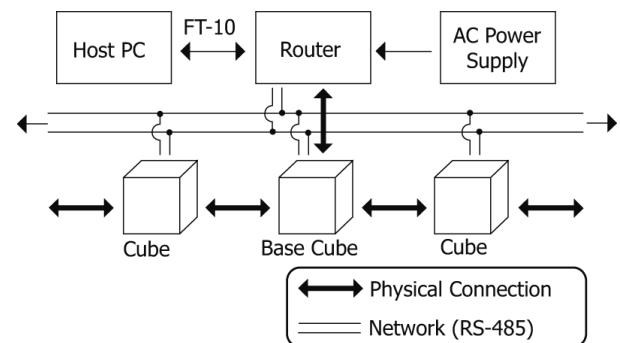 FT-10
Host PC
Router
AC Power
Supply
Cube
Base Cube
Cube
Physical Connection
Network (RS-485)